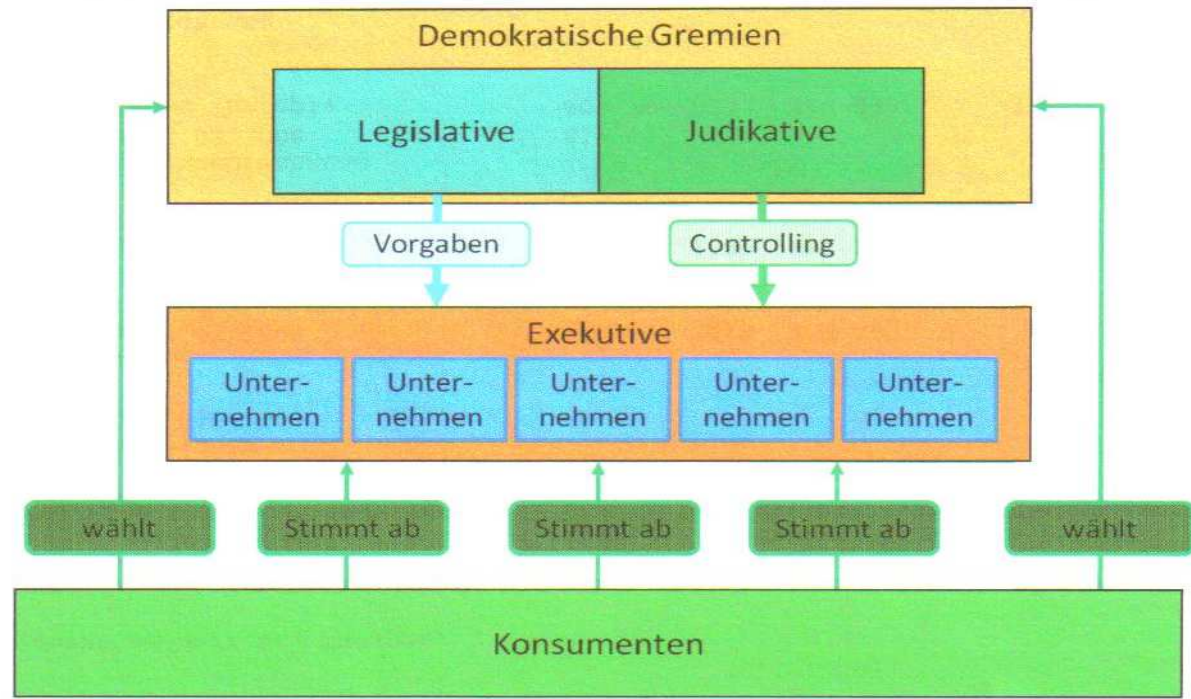 Demokratische Gremien
Legislative
Judikative
Vorgaben
Controlling
Exekutive
Unter-
nehmen
Unter-
nehmen
Unter-
nehmen
Unter-
nehmen
Unter-
nehmen
wählt
Stimmt ab
Stimmt ab
Stimmt ab
wählt
Konsumenten